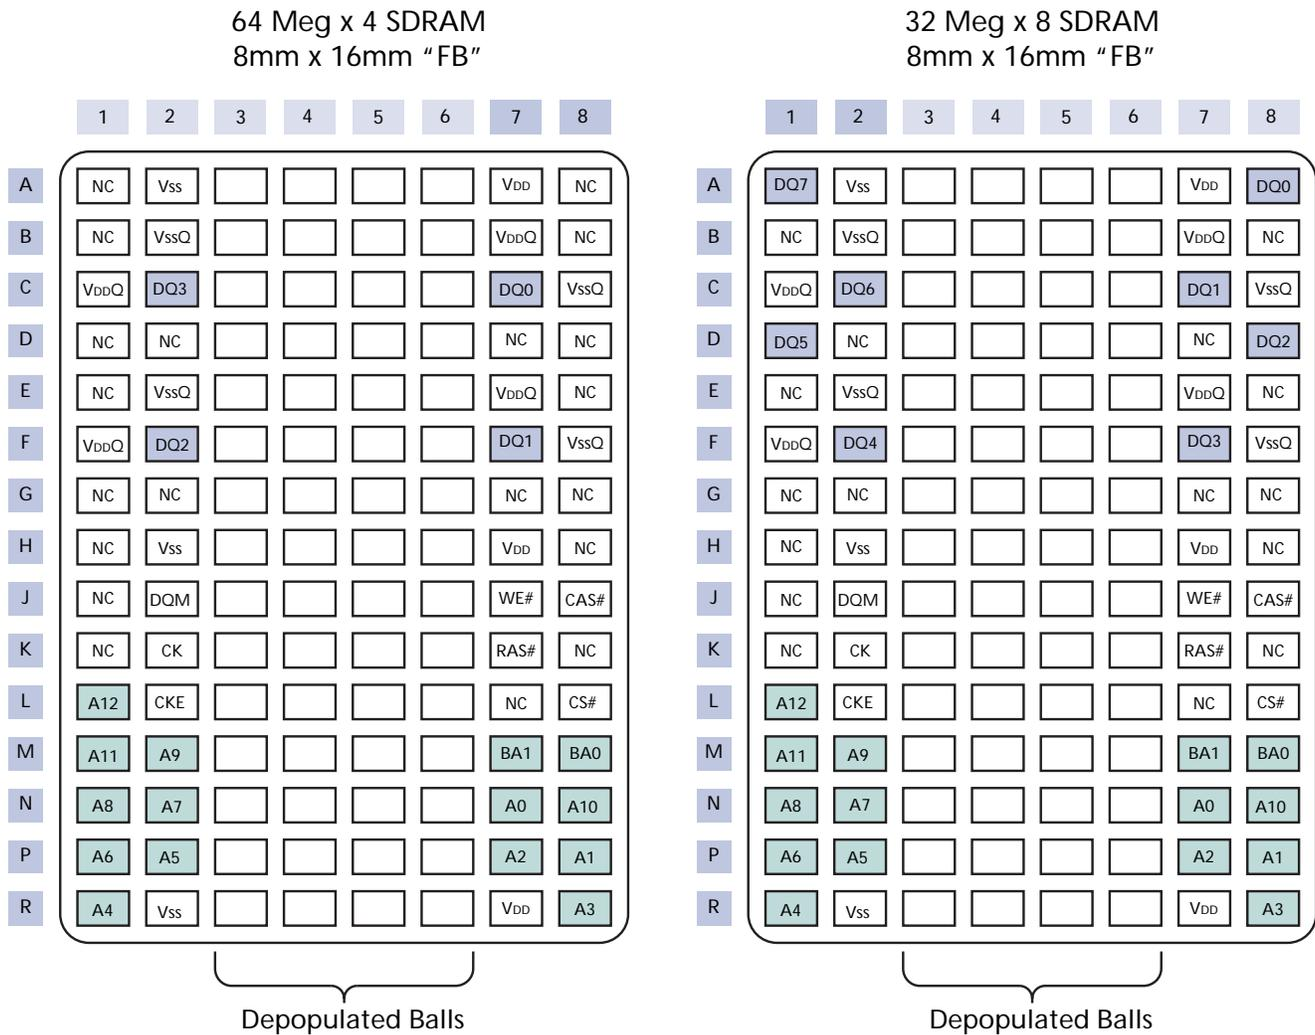 64 Meg x 4 SDRAM
8mm x 16mm “FB”
1 2 3 4 5 6 7 8
A NC Vss VDD NC
B NC VssQ VDDQ NC
C VDDQ DQ3 DQ0 VssQ
D NC NC NC NC
E NC VssQ VDDQ NC
F VDDQ DQ2 DQ1 VssQ
G NC NC NC NC
H NC Vss VDD NC
J NC DQM WE# CAS#
K NC CK RAS# NC
L A12 CKE NC CS#
M A11 A9 BA1 BA0
N A8 A7 A0 A10
P A6 A5 A2 A1
R A4 Vss VDD A3
Depopulated Balls
32 Meg x 8 SDRAM
8mm x 16mm “FB”
1 2 3 4 5 6 7 8
A DQ7 Vss VDD DQ0
B NC VssQ VDDQ NC
C VDDQ DQ6 DQ1 VssQ
D DQ5 NC NC DQ2
E NC VssQ VDDQ NC
F VDDQ DQ4 DQ3 VssQ
G NC NC NC NC
H NC Vss VDD NC
J NC DQM WE# CAS#
K NC CK RAS# NC
L A12 CKE NC CS#
M A11 A9 BA1 BA0
N A8 A7 A0 A10
P A6 A5 A2 A1
R A4 Vss VDD A3
Depopulated Balls